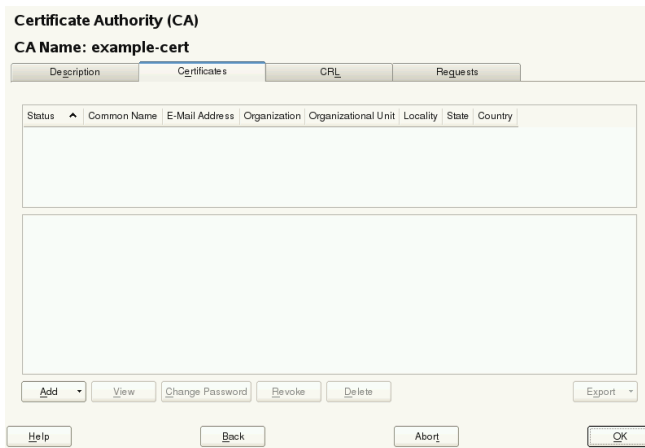 Certificate Authority (CA)
CA Name: example-cert
Description Certificates CRL Requests
Status Common Name E-Mail Address Organization Organizational Unit Locality State Country
Add View Change Password Revoke Delete Export
Help Back Abort OK